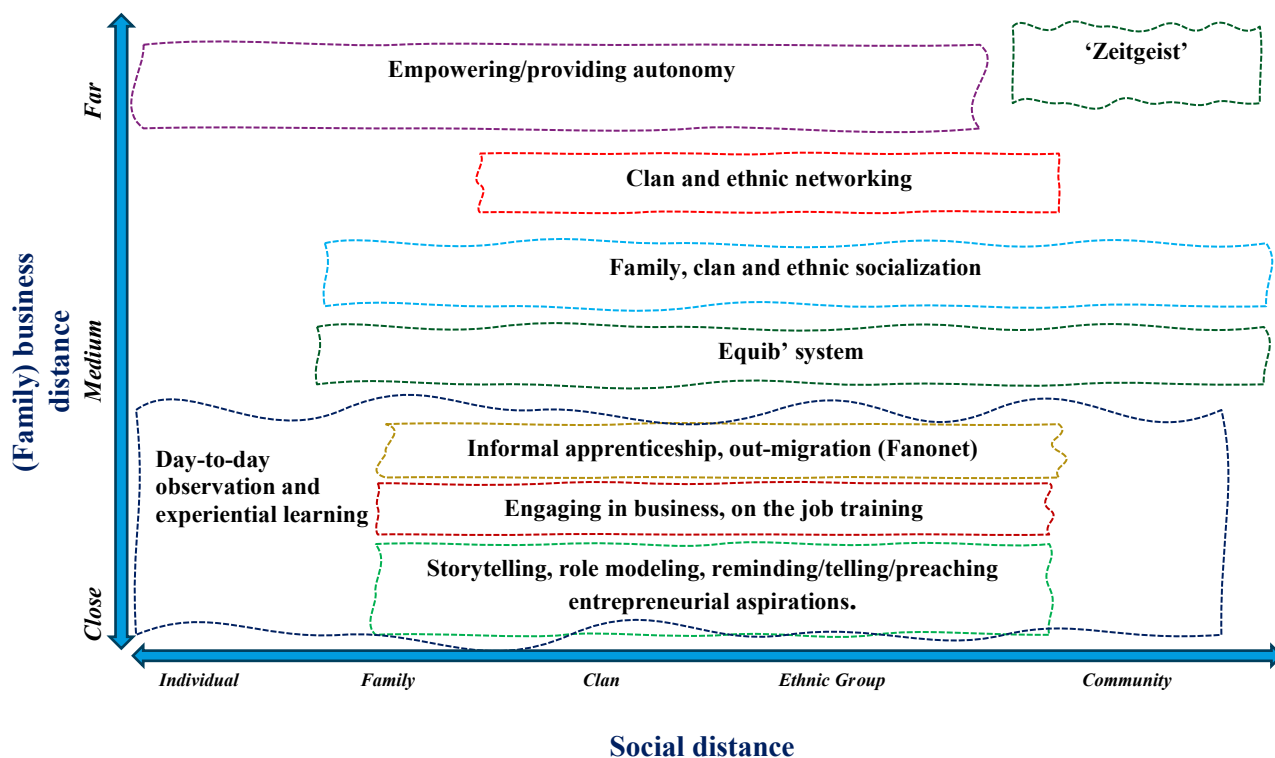 Far
Medium
Close
(Family) business
distance
Empowering/providing autonomy
‘Zeitgeist’
Clan and ethnic networking
Family, clan and ethnic socialization
Equib’ system
Day-to-day
observation and
experiential learning
Informal apprenticeship, out-migration (Fanonet)
Engaging in business, on the job training
Storytelling, role modeling, reminding/telling/preaching
entrepreneurial aspirations.
Individual
Family
Clan
Ethnic Group
Community
Social distance